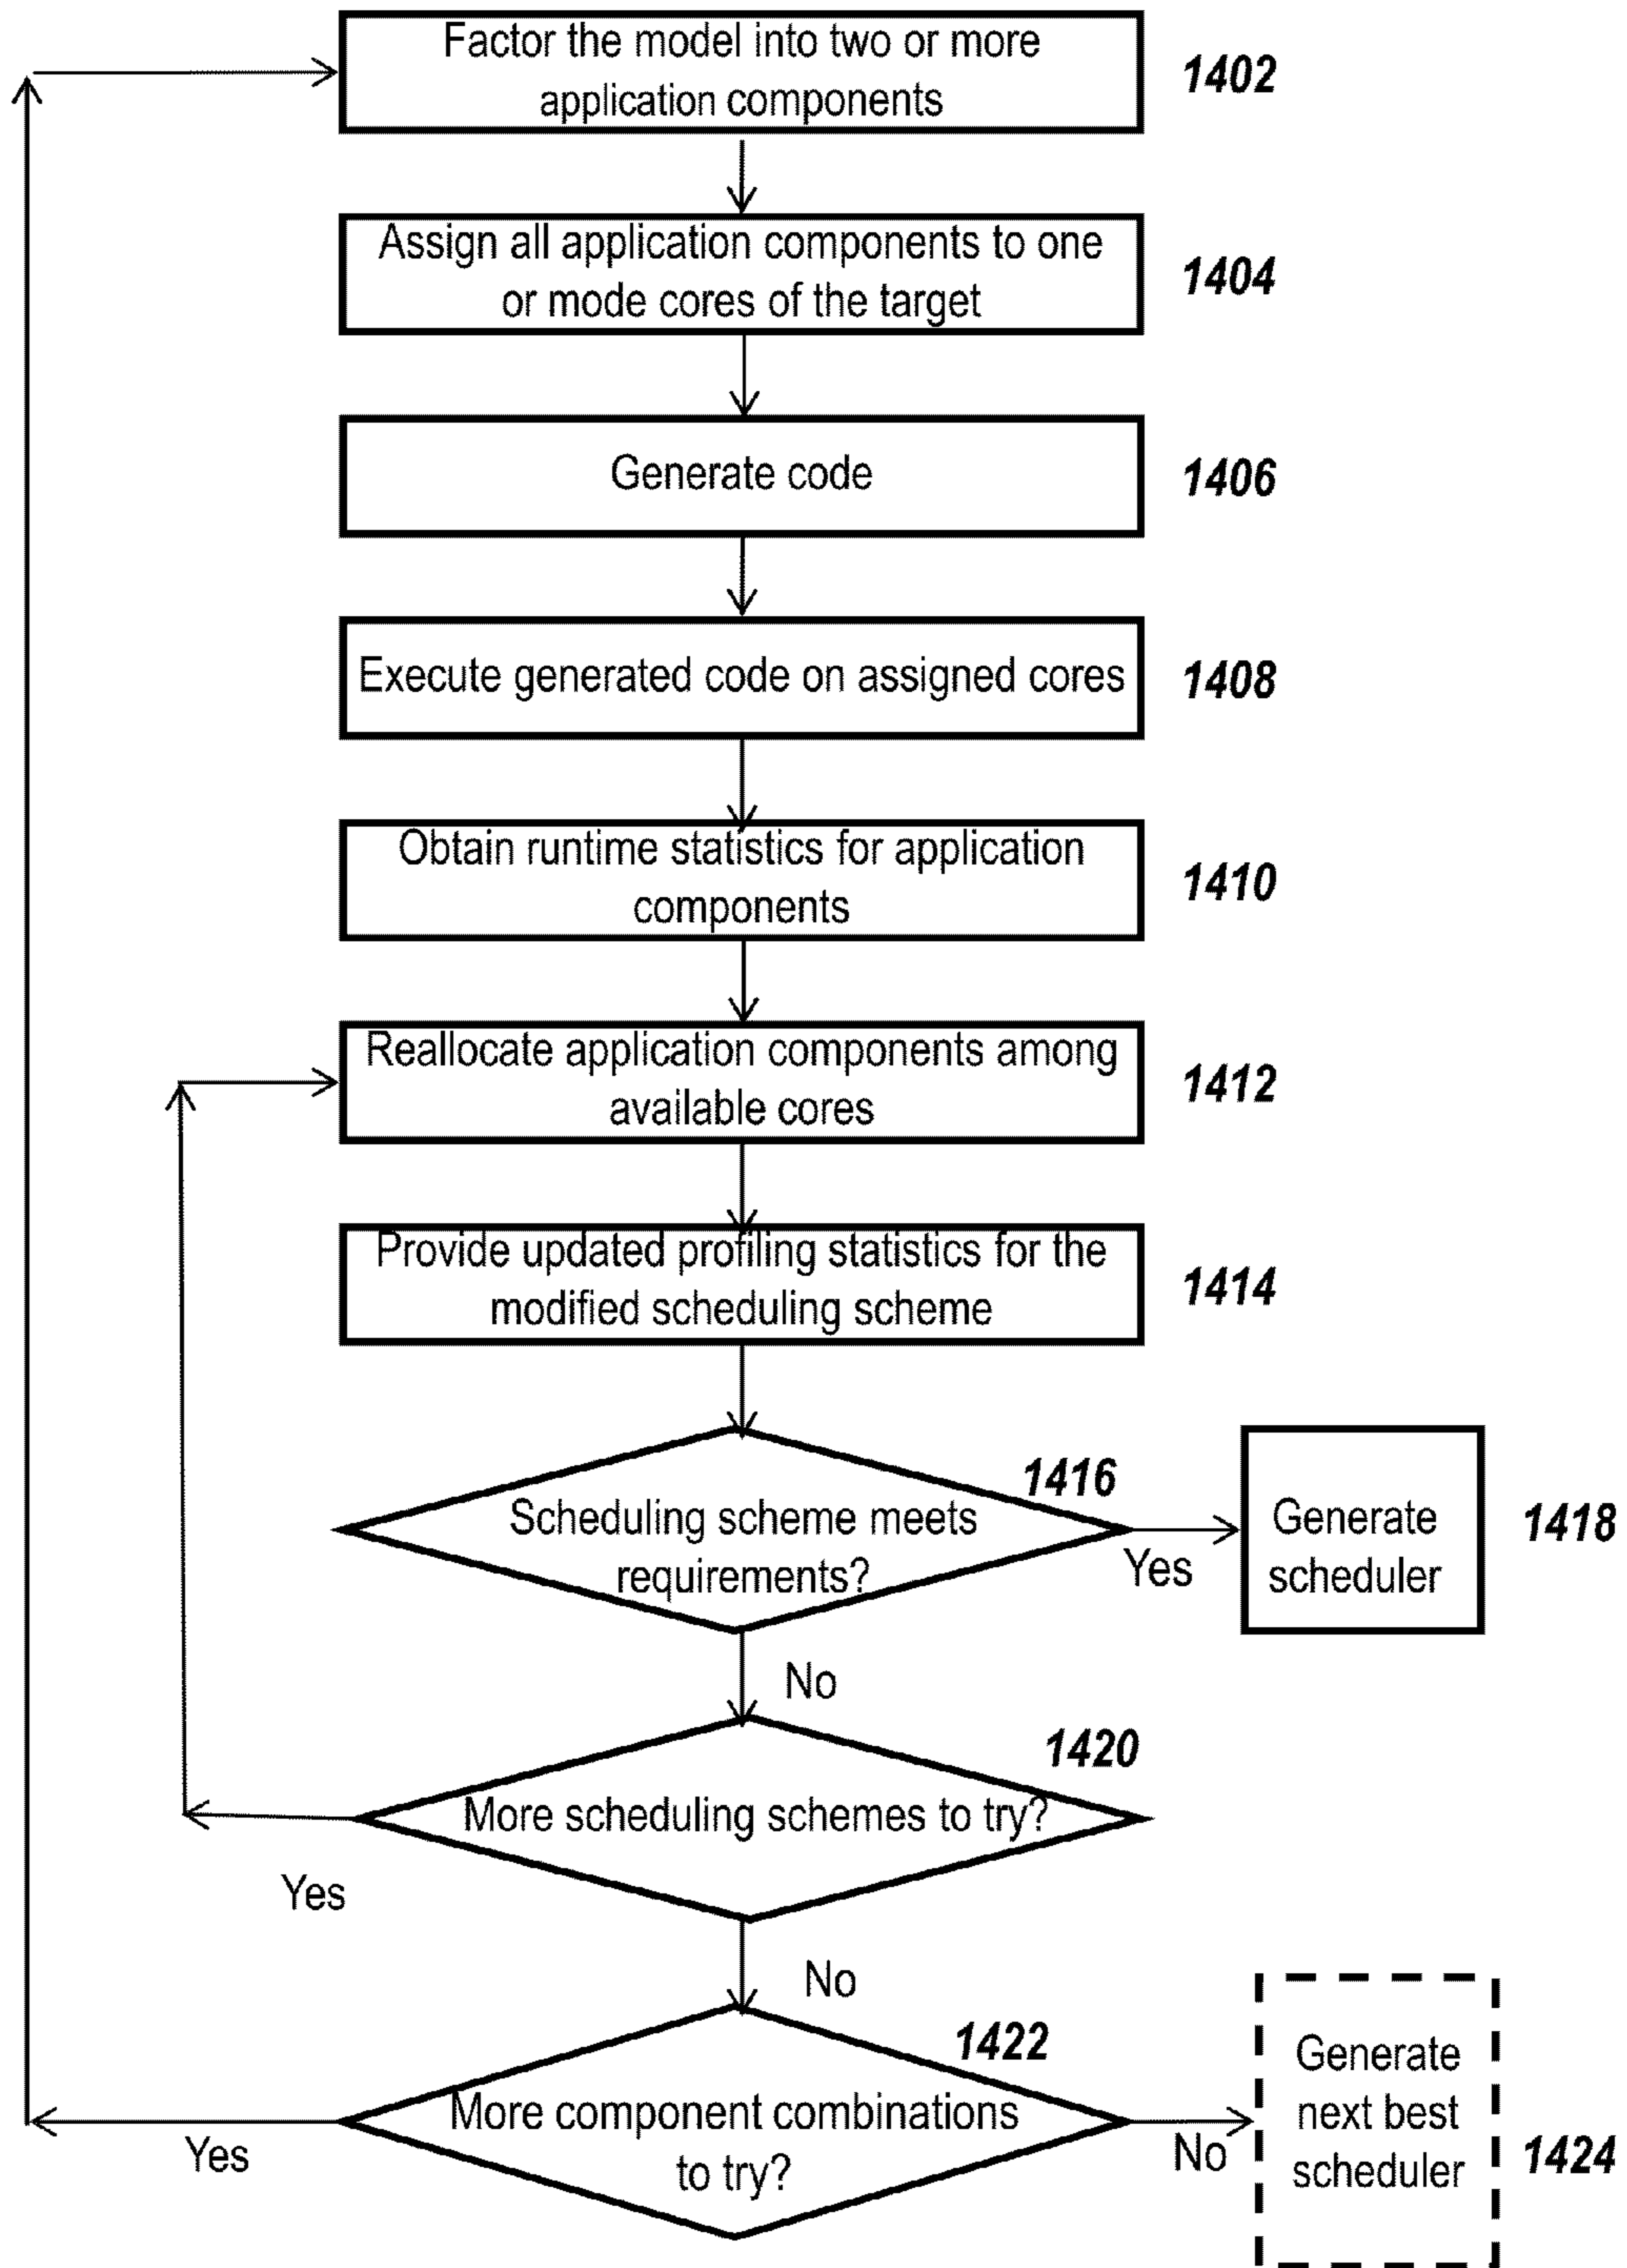 Factor the model into two or more
application components
1402
Assign all application components to one
or mode cores of the target
1404
Generate code
1406
Execute generated code on assigned cores
1408
Obtain runtime statistics for application
components
1410
Reallocate application components among
available cores
1412
Provide updated profiling statistics for the
modified scheduling scheme
1414
1416
Scheduling scheme meets
requirements?
Yes
Generate
scheduler
1418
No
1420
More scheduling schemes to try?
Yes
No
1422
More component combinations
to try?
Yes
No
Generate
next best
scheduler
1424